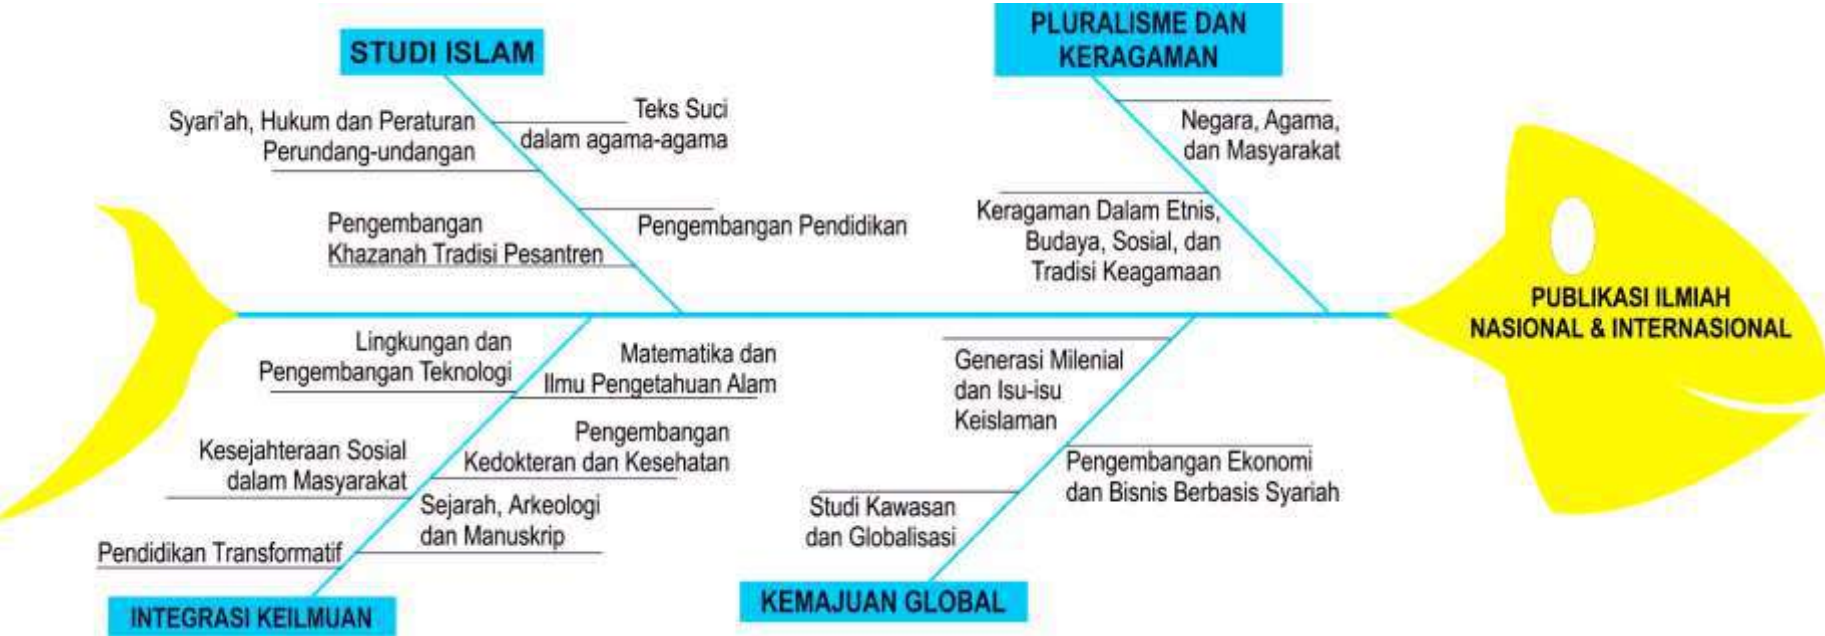 STUDI ISLAM
Syari'ah, Hukum dan Peraturan
Perundang-undangan
Teks Suci
dalam agama-agama
Pengembangan
Khazanah Tradisi Pesantren
Pengembangan Pendidikan
PLURALISME DAN
KERAGAMAN
Negara, Agama,
dan Masyarakat
Keragaman Dalam Etnis,
Budaya, Sosial, dan
Tradisi Keagamaan
PUBLIKASI ILMIAH
NASIONAL & INTERNASIONAL
Lingkungan dan
Pengembangan Teknologi
Matematika dan
Ilmu Pengetahuan Alam
Kesejahteraan Sosial
dalam Masyarakat
Pengembangan
Kedokteran dan Kesehatan
Sejarah, Arkeologi
dan Manuskrip
Pendidikan Transformatif
INTEGRASI KEILMUAN
Generasi Milenial
dan Isu-isu
Keislaman
Pengembangan Ekonomi
dan Bisnis Berbasis Syariah
Studi Kawasan
dan Globalisasi
KEMAJUAN GLOBAL